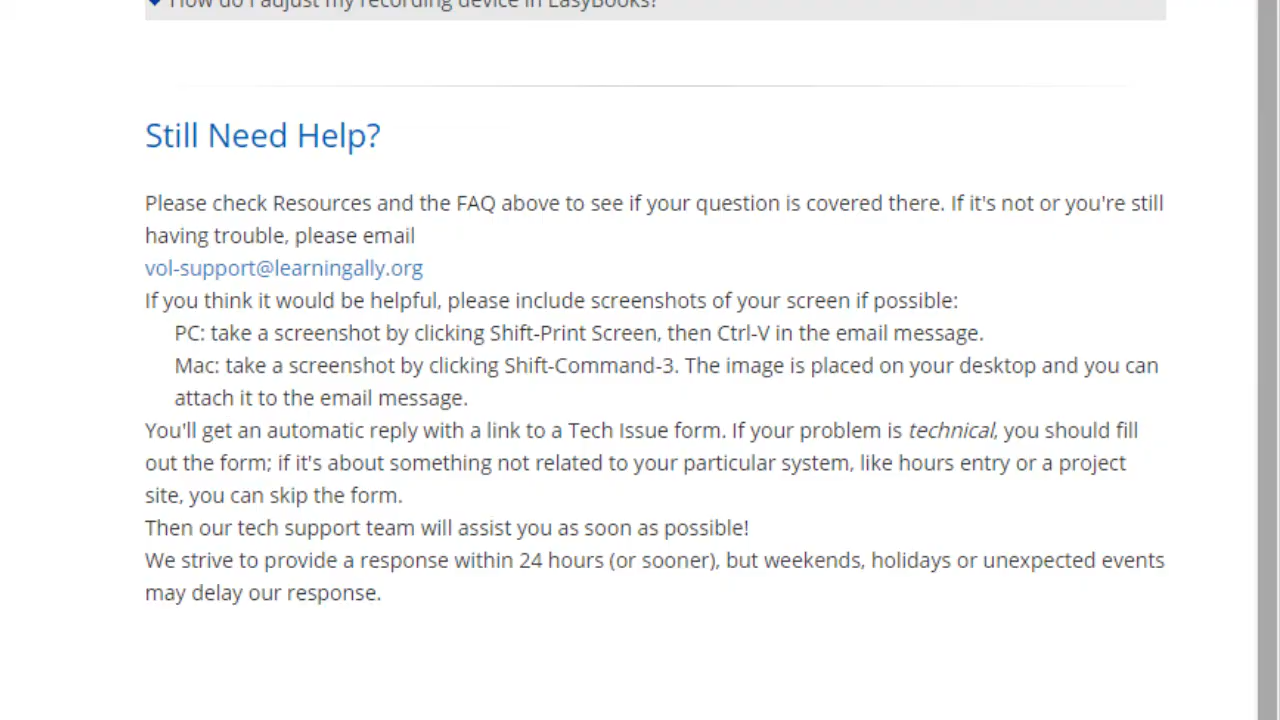 How do I adjust my recording device in EasyBooks?
Still Need Help?
Please check Resources and the FAQ above to see if your question is covered there. If it's not or you're still
having trouble, please email
vol-support@learningally.org
If you think it would be helpful, please include screenshots of your screen if possible:
PC: take a screenshot by clicking Shift-Print Screen, then Ctrl-V in the email message.
Mac: take a screenshot by clicking Shift-Command-3. The image is placed on your desktop and you can
attach it to the email message.
You'll get an automatic reply with a link to a Tech Issue form. If your problem is technical, you should fill
out the form; if it's about something not related to your particular system, like hours entry or a project
site, you can skip the form.
Then our tech support team will assist you as soon as possible!
We strive to provide a response within 24 hours (or sooner), but weekends, holidays or unexpected events
may delay our response.